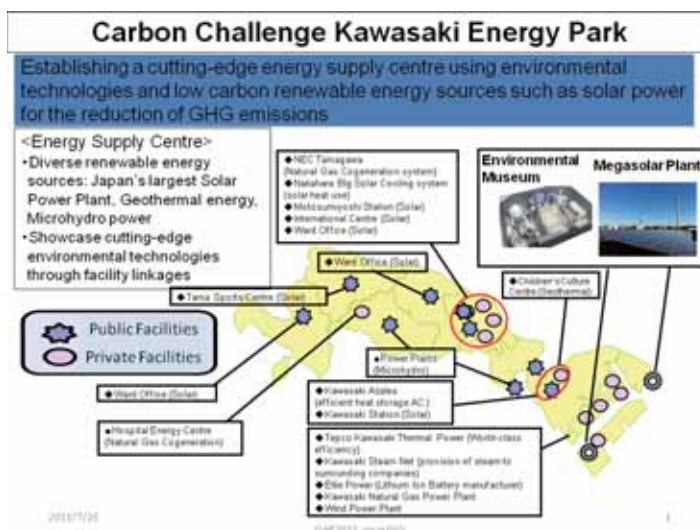 Carbon Challenge Kawasaki Energy Park
Establishing a cutting-edge energy supply centre using environmental
technologies and low carbon renewable energy sources such as solar power
for the reduction of GHG emissions
<Energy Supply Centre>
•Diverse renewable energy
sources: Japan's largest Solar
Power Plant, Geothermal energy,
Microhydro power
•Showcase cutting-edge
environmental technologies
through facility linkages
◆NEC Tamagawa
(Natural Gas Cogeneration system)
◆Nakahara Big Solar Cooling system
(solar heat use)
◆Motosumiyoshi Station (Solar)
◆International Centre (Solar)
◆Ward Office (Solar)
Environmental
Museum
Megasolar Plant
◆Ward Office (Solar)
◆Children's Culture
Centre (Geothermal)
◆Tama Sports Centre (Solar)
Public Facilities
Private Facilities
◆Power Plants
(Microhydro)
◆Ward Office (Solar)
◆Kawasaki Azalea
(efficient heat storage AC)
◆Kawasaki Station (Solar)
◆Hospital Energy Centre
(Natural Gas Cogeneration)
◆Tepco Kawasaki Thermal Power (World-class
efficiency)
◆Kawasaki Steam Net (provision of steam to
surrounding companies)
◆Ellie Power (Lithium Ion Battery manufacturer)
◆Kawasaki Natural Gas Power Plant
◆Wind Power Plant
1